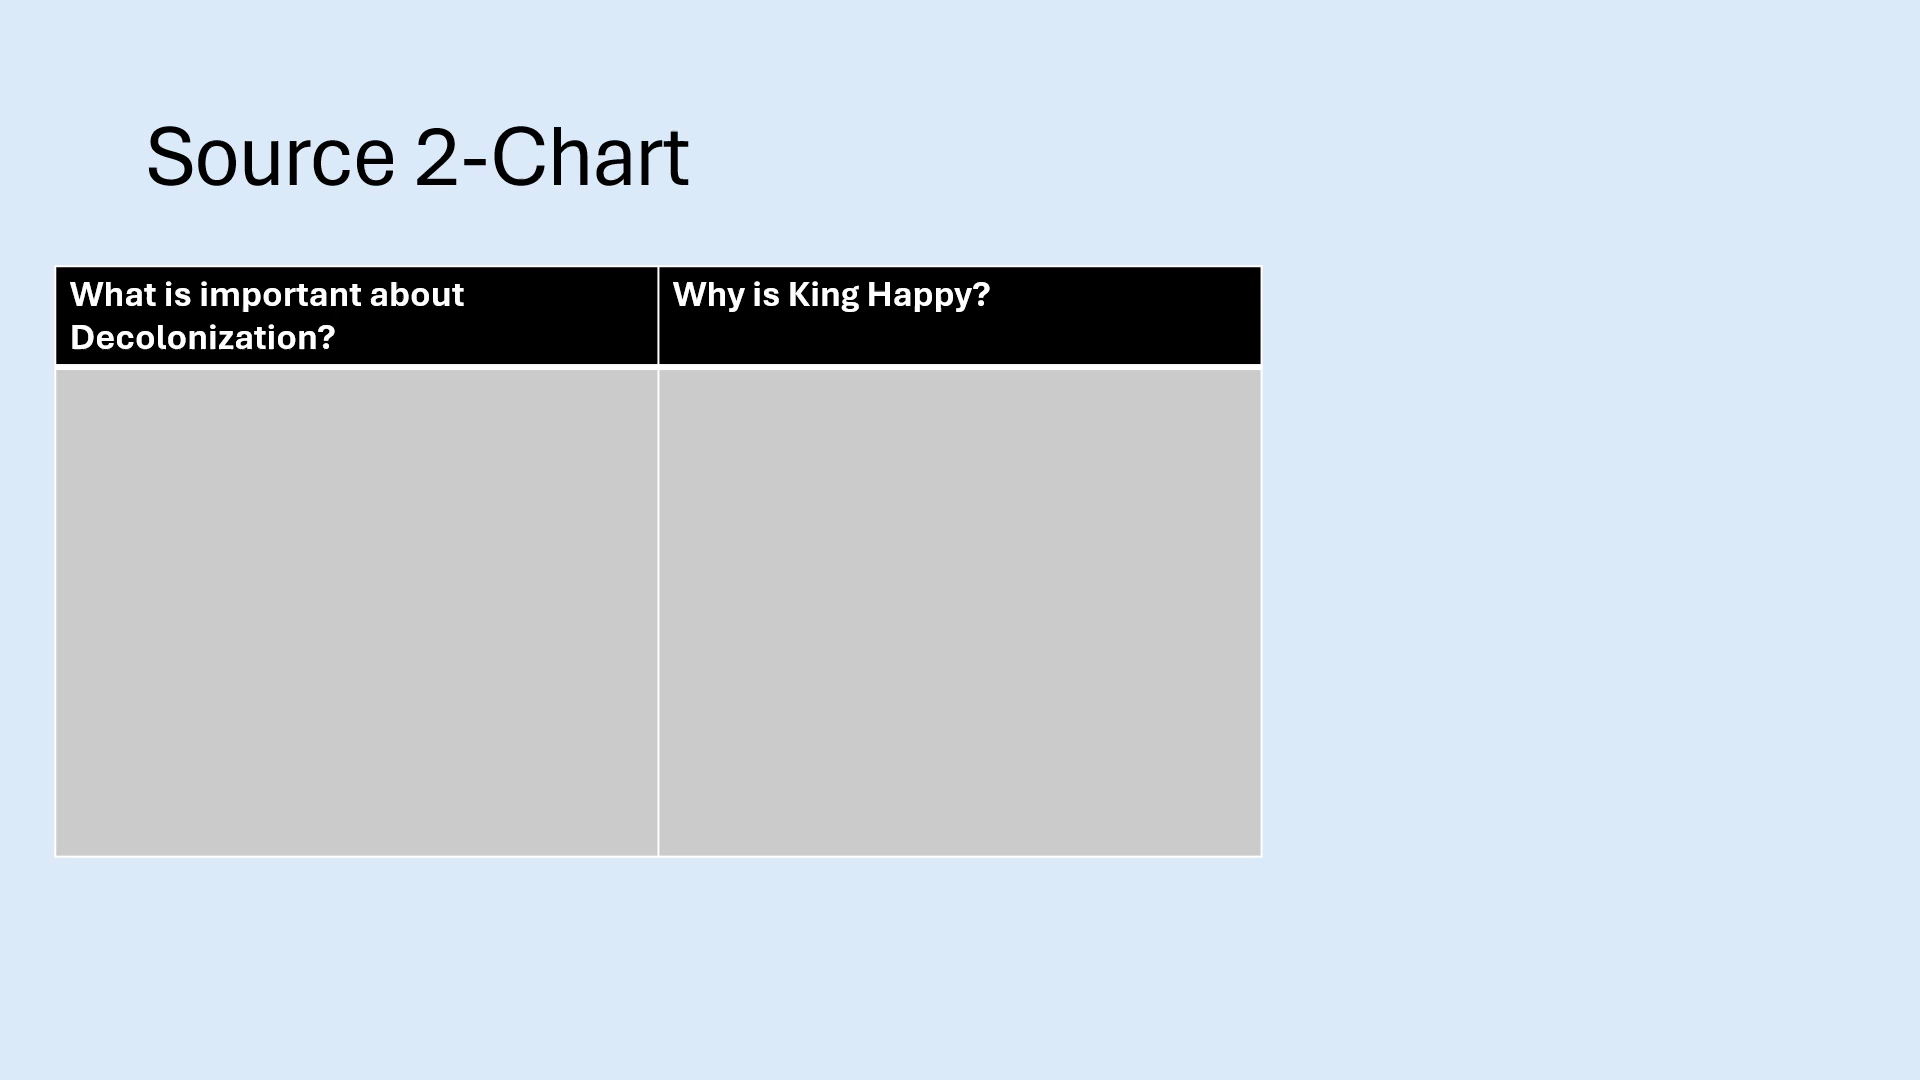 Source 2-Chart
What is important about
Decolonization?
Why is King Happy?